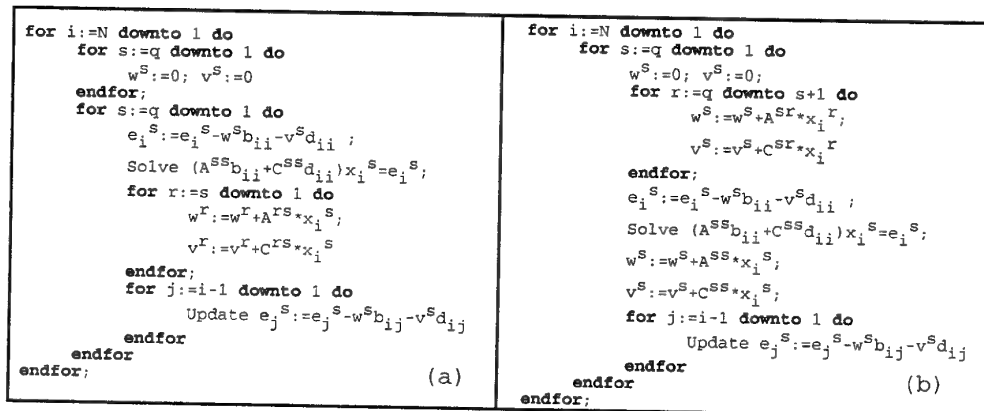 for i:=N downto 1 do
for s:=q downto 1 do
w^s:=0; v^s:=0
endfor;
for s:=q downto 1 do
e_i^s:=e_i^s-w^s b_ii-v^s d_ii ;
Solve (A^ss b_ii+C^ss d_ii)x_i^s=e_i^s;
for r:=s downto 1 do
w^r:=w^r+A^rs*x_i^s;
v^r:=v^r+C^rs*x_i^s
endfor;
for j:=i-1 downto 1 do
Update e_j^s:=e_j^s-w^s b_ij-v^s d_ij
endfor
endfor
endfor;
(a)
for i:=N downto 1 do
for s:=q downto 1 do
w^s:=0; v^s:=0;
for r:=q downto s+1 do
w^s:=w^s+A^sr*x_i^r;
v^s:=v^s+C^sr*x_i^r
endfor;
e_i^s:=e_i^s-w^s b_ii-v^s d_ii ;
Solve (A^ss b_ii+C^ss d_ii)x_i^s=e_i^s;
w^s:=w^s+A^ss*x_i^s;
v^s:=v^s+C^ss*x_i^s;
for j:=i-1 downto 1 do
Update e_j^s:=e_j^s-w^s b_ij-v^s d_ij
endfor
endfor
endfor;
(b)